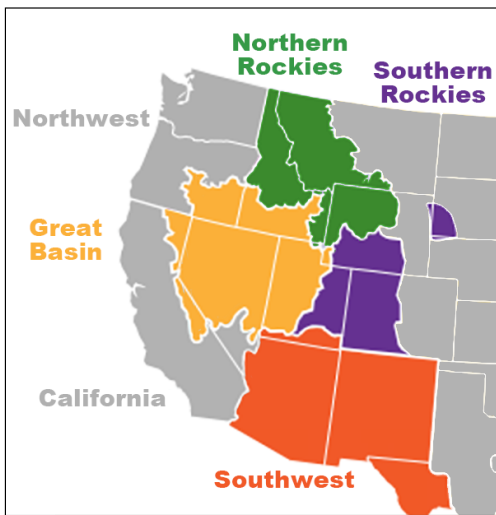 Northern
Rockies
Southern
Rockies
Northwest
Great
Basin
California
Southwest